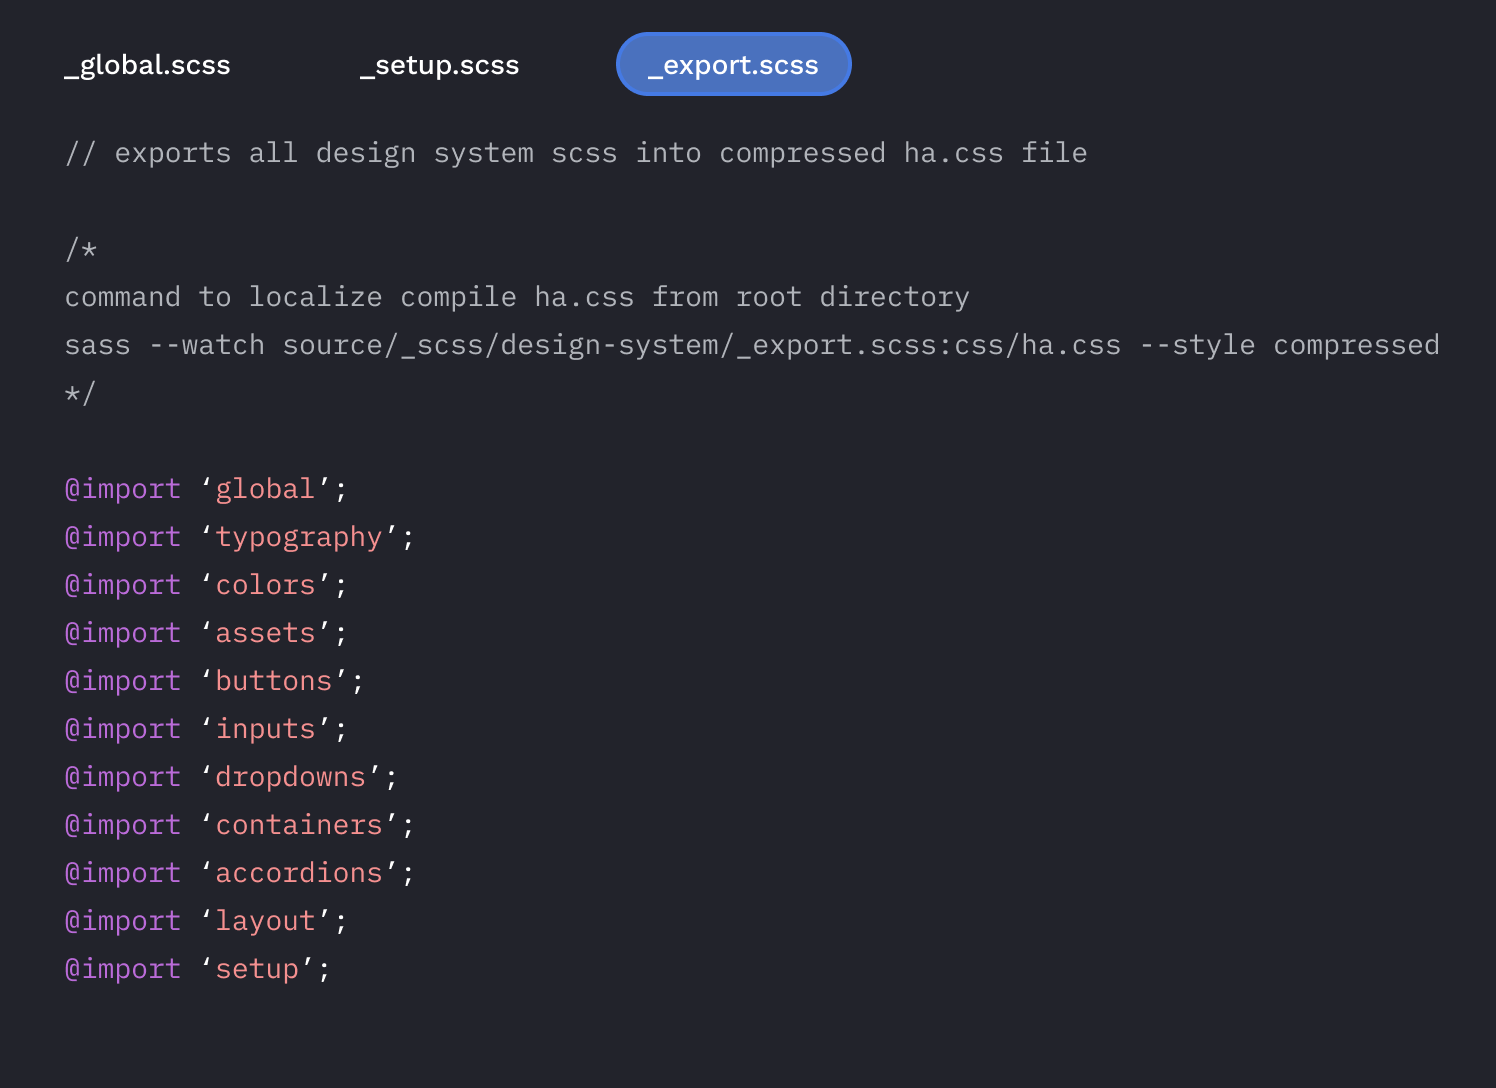 _global.scss _setup.scss _export.scss
// exports all design system scss into compressed ha.css file
/*
command to localize compile ha.css from root directory
sass --watch source/_scss/design-system/_export.scss:css/ha.css --style compressed
*/
@import ‘global’;
@import ‘typography’;
@import ‘colors’;
@import ‘assets’;
@import ‘buttons’;
@import ‘inputs’;
@import ‘dropdowns’;
@import ‘containers’;
@import ‘accordions’;
@import ‘layout’;
@import ‘setup’;